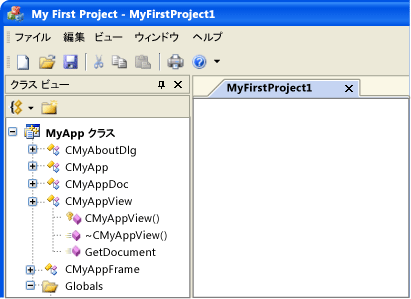 My First Project - MyFirstProject1
ファイル 編集 ビュー ウィンドウ ヘルプ
クラス ビュー
MyFirstProject1
MyApp クラス
CMyAboutDlg
CMyApp
CMyAppDoc
CMyAppView
CMyAppView()
~CMyAppView()
GetDocument
CMyAppFrame
Globals